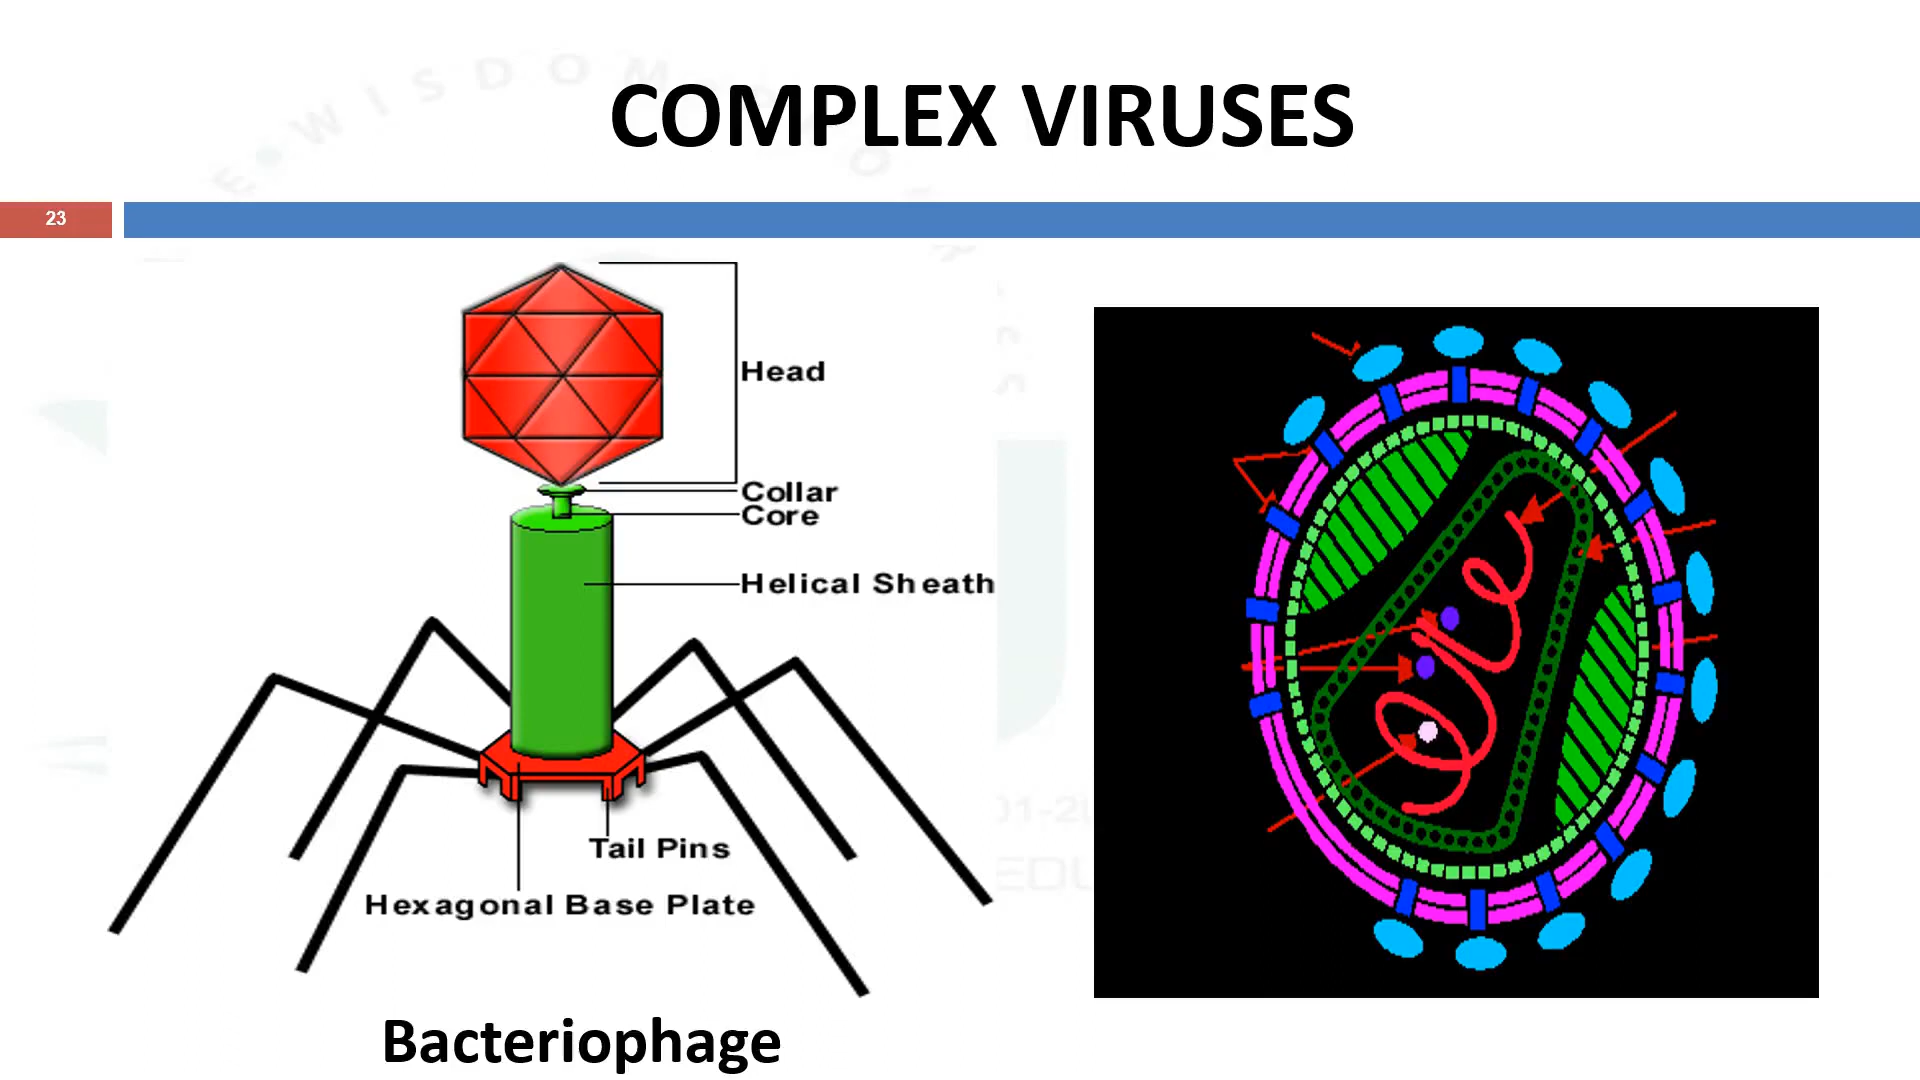 COMPLEX VIRUSES
23
Head
Collar
Core
Helical Sheath
Tail Pins
Hexagonal Base Plate
Bacteriophage